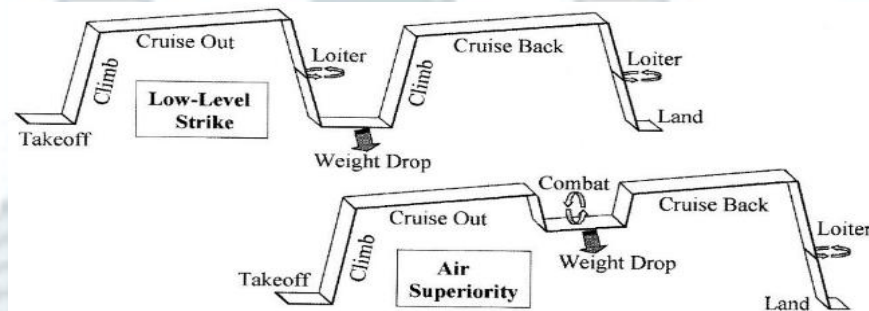 Cruise Out
Cruise Back
Loiter
Loiter
Climb
Climb
Low-Level
Strike
Takeoff
Land
Weight Drop
Combat
Cruise Out
Cruise Back
Loiter
Climb
Weight Drop
Takeoff
Air
Superiority
Land